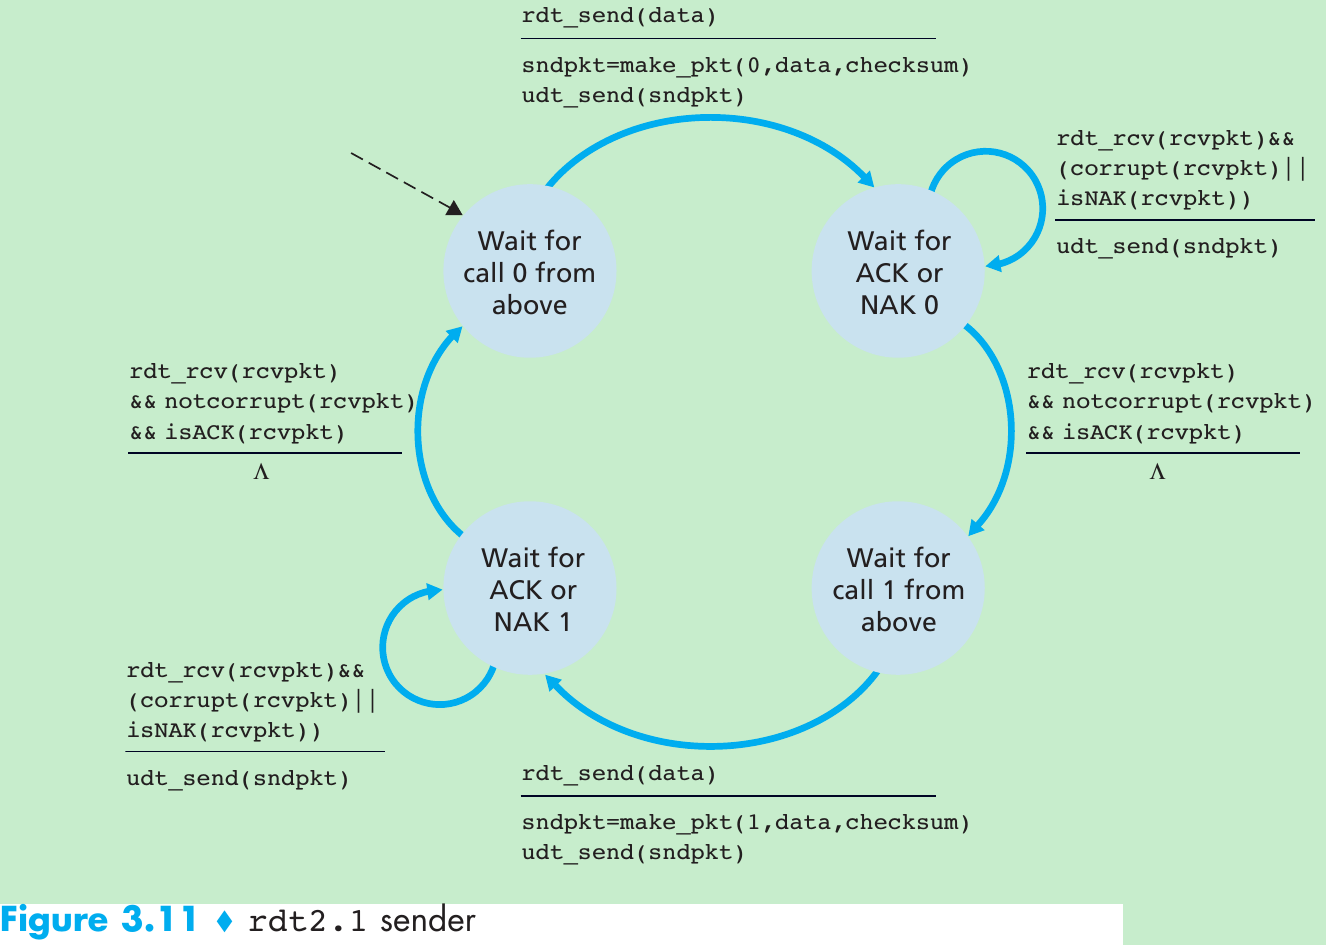 rdt_send(data)
sndpkt=make_pkt(0,data,checksum)
udt_send(sndpkt)
rdt_rcv(rcvpkt)&&
(corrupt(rcvpkt)||
isNAK(rcvpkt))
udt_send(sndpkt)
Wait for
call 0 from
above
Wait for
ACK or
NAK 0
rdt_rcv(rcvpkt)
&& notcorrupt(rcvpkt)
&& isACK(rcvpkt)
Λ
rdt_rcv(rcvpkt)
&& notcorrupt(rcvpkt)
&& isACK(rcvpkt)
Λ
Wait for
ACK or
NAK 1
Wait for
call 1 from
above
rdt_rcv(rcvpkt)&&
(corrupt(rcvpkt)||
isNAK(rcvpkt))
udt_send(sndpkt)
rdt_send(data)
sndpkt=make_pkt(1,data,checksum)
udt_send(sndpkt)
Figure 3.11 ♦ rdt2.1 sender